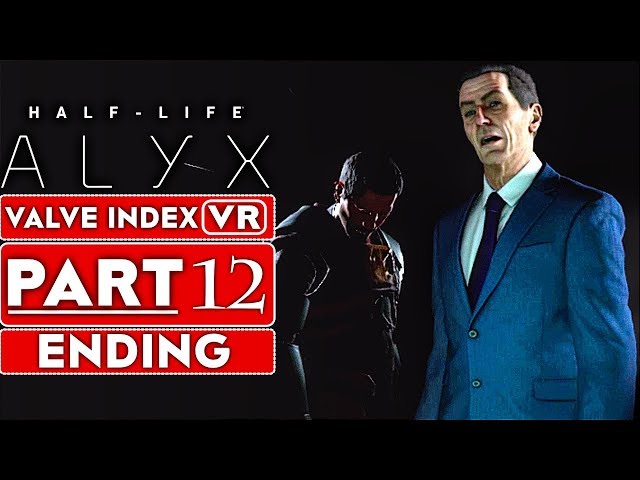 HALF-LIFE
ALYX
VALVE INDEX VR
PART 12
ENDING